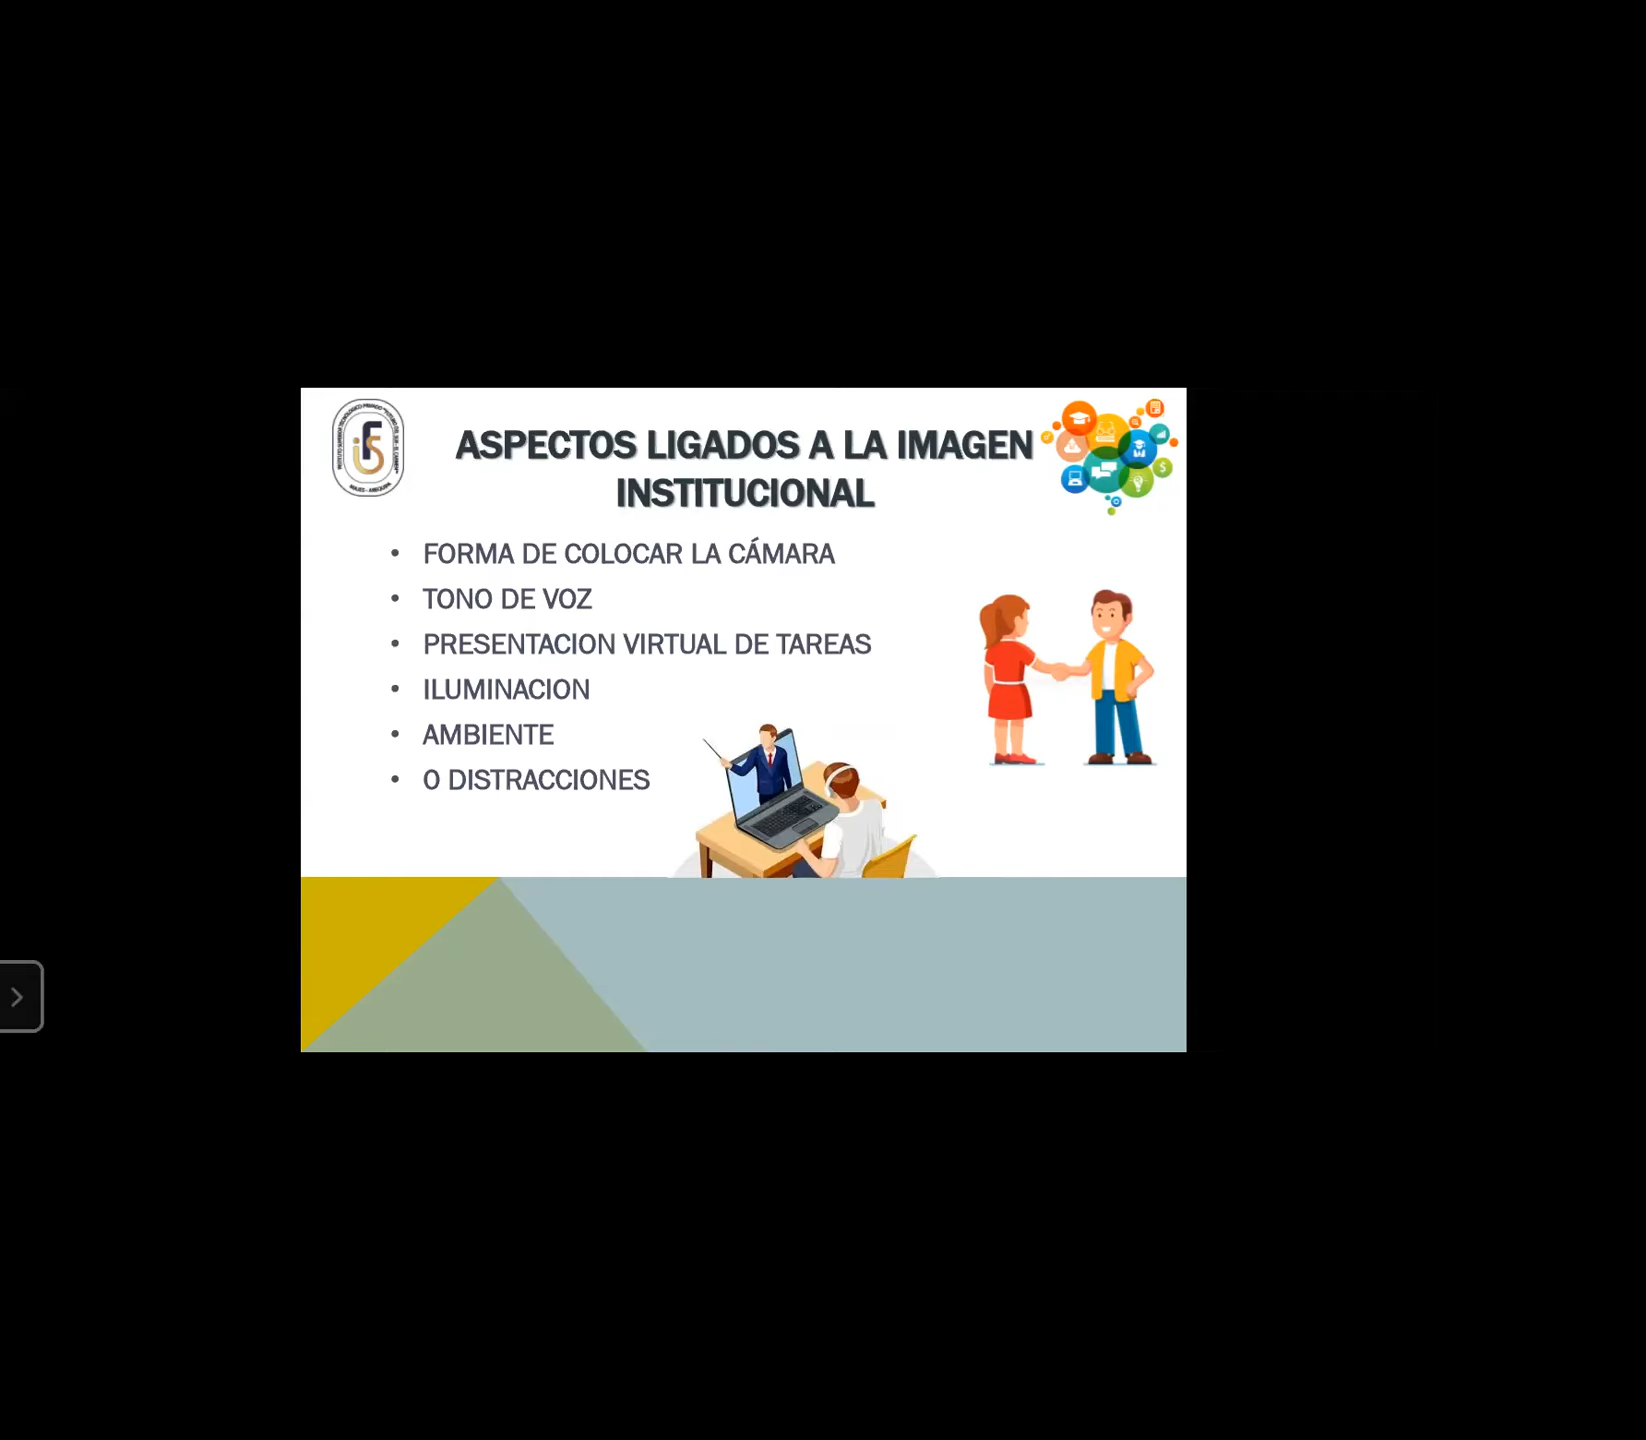 ASPECTOS LIGADOS A LA IMAGEN
INSTITUCIONAL
• FORMA DE COLOCAR LA CÁMARA
• TONO DE VOZ
• PRESENTACION VIRTUAL DE TAREAS
• ILUMINACION
• AMBIENTE
• 0 DISTRACCIONES